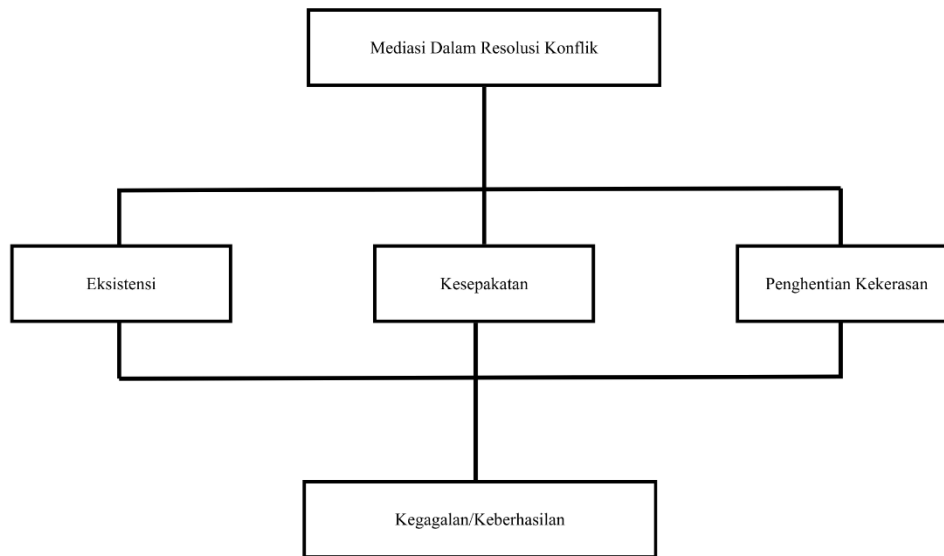 Mediasi Dalam Resolusi Konflik
Eksistensi
Kesepakatan
Penghentian Kekerasan
Kegagalan/Keberhasilan